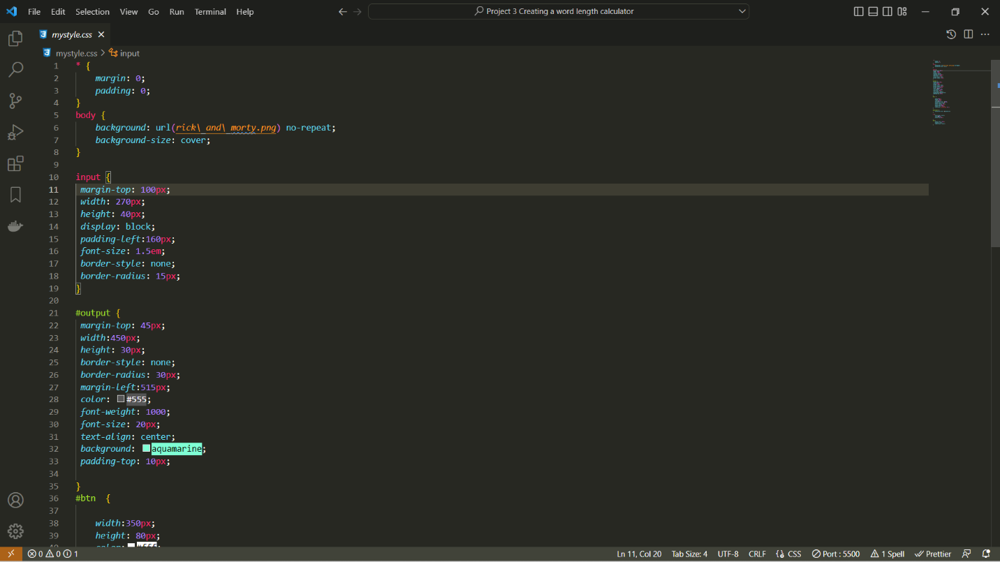 File Edit Selection View Go Run Terminal Help Project 3 Creating a word length calculator
mystyle.css
mystyle.css > input
1 * {
2 margin: 0;
3 padding: 0;
4 }
5 body {
6 background: url(rick\ and\ morty.png) no-repeat;
7 background-size: cover;
8 }
9
10 input {
11 margin-top: 100px;
12 width: 270px;
13 height: 40px;
14 display: block;
15 padding-left:160px;
16 font-size: 1.5em;
17 border-style: none;
18 border-radius: 15px;
19 }
20
21 #output {
22 margin-top: 45px;
23 width:450px;
24 height: 30px;
25 border-style: none;
26 border-radius: 30px;
27 margin-left:515px;
28 color: #555;
29 font-weight: 1000;
30 font-size: 20px;
31 text-align: center;
32 background: aquamarine;
33 padding-top: 10px;
34
35 }
36 #btn {
37
38 width:350px;
39 height: 80px;
40 color: #fff;
0 0 1 Ln 11, Col 20 Tab Size: 4 UTF-8 CRLF {} CSS Port : 5500 1 Spell Prettier